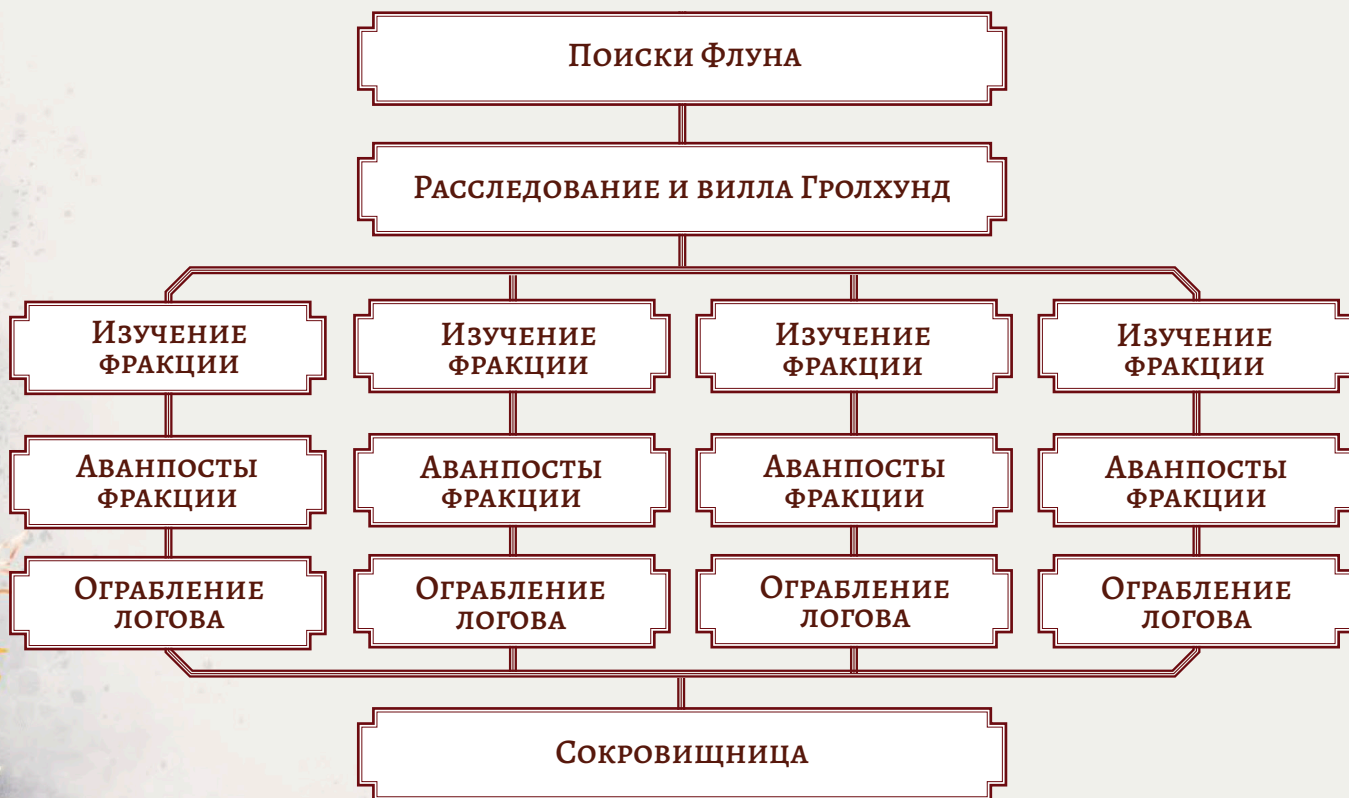 Поиски Флуна
Расследование и вилла Гролхунд
Изучение
фракции
Изучение
фракции
Изучение
фракции
Изучение
фракции
Аванпосты
фракции
Аванпосты
фракции
Аванпосты
фракции
Аванпосты
фракции
Ограбление
логова
Ограбление
логова
Ограбление
логова
Ограбление
логова
Сокровищница